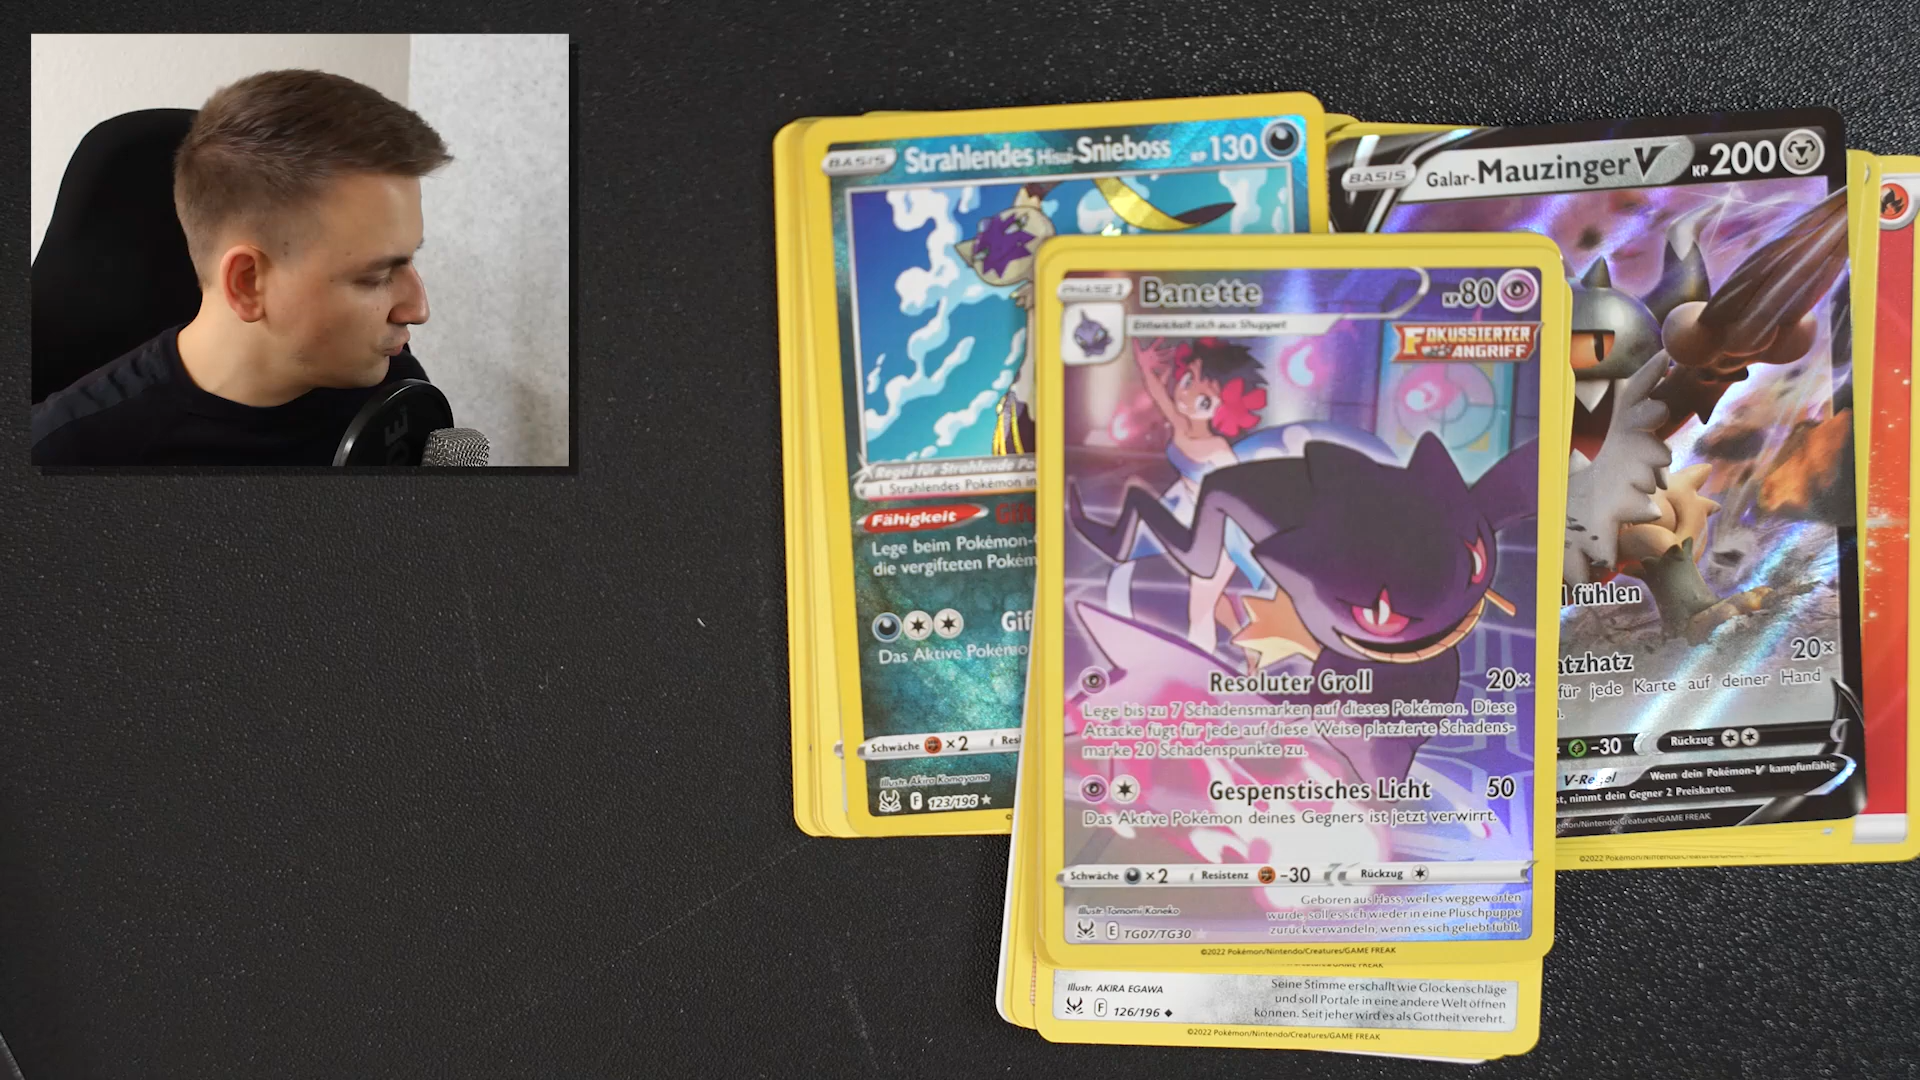 BASIS Strahlendes Hisui-Snieboss KP 130
Regel für Strahlende Po
1 Strahlendes Pokémon in
Fähigkeit Gift
Lege beim Pokémon-
die vergifteten Pokém
Gif
Das Aktive Pokémo
Schwäche ×2 Resi
Illustr. Akira Komayama
F 123/196
BASIS Galar-Mauzinger V KP 200
l fühlen
atzhatz 20×
für jede Karte auf deiner Hand
-30 Rückzug
V-Regel Wenn dein Pokémon-V kampfunfähig
st, nimmt dein Gegner 2 Preiskarten.
émon/Nintendo/Creatures/GAME FREAK
©2022 Pokémon/Nintendo/Creatures
PHASE 1 Banette KP 80
Entwickelt sich aus Shuppet
FOKUSSIERTER
ANGRIFF
Resoluter Groll 20×
Lege bis zu 7 Schadensmarken auf dieses Pokémon. Diese
Attacke fügt für jede auf diese Weise platzierte Schadens-
marke 20 Schadenspunkte zu.
Gespenstisches Licht 50
Das Aktive Pokémon deines Gegners ist jetzt verwirrt.
Schwäche ×2 Resistenz -30 Rückzug
Geboren aus Hass, weil es weggeworfen
wurde, soll es sich wieder in eine Plüschpuppe
zurückverwandeln, wenn es sich geliebt fühlt.
Illustr. Tomomi Kaneko
E TG07/TG30
©2022 Pokémon/Nintendo/Creatures/GAME FREAK
Illustr. AKIRA EGAWA
F 126/196
Seine Stimme erschallt wie Glockenschläge
und soll Portale in eine andere Welt öffnen
können. Seit jeher wird es als Gottheit verehrt.
©2022 Pokémon/Nintendo/Creatures/GAME FREAK